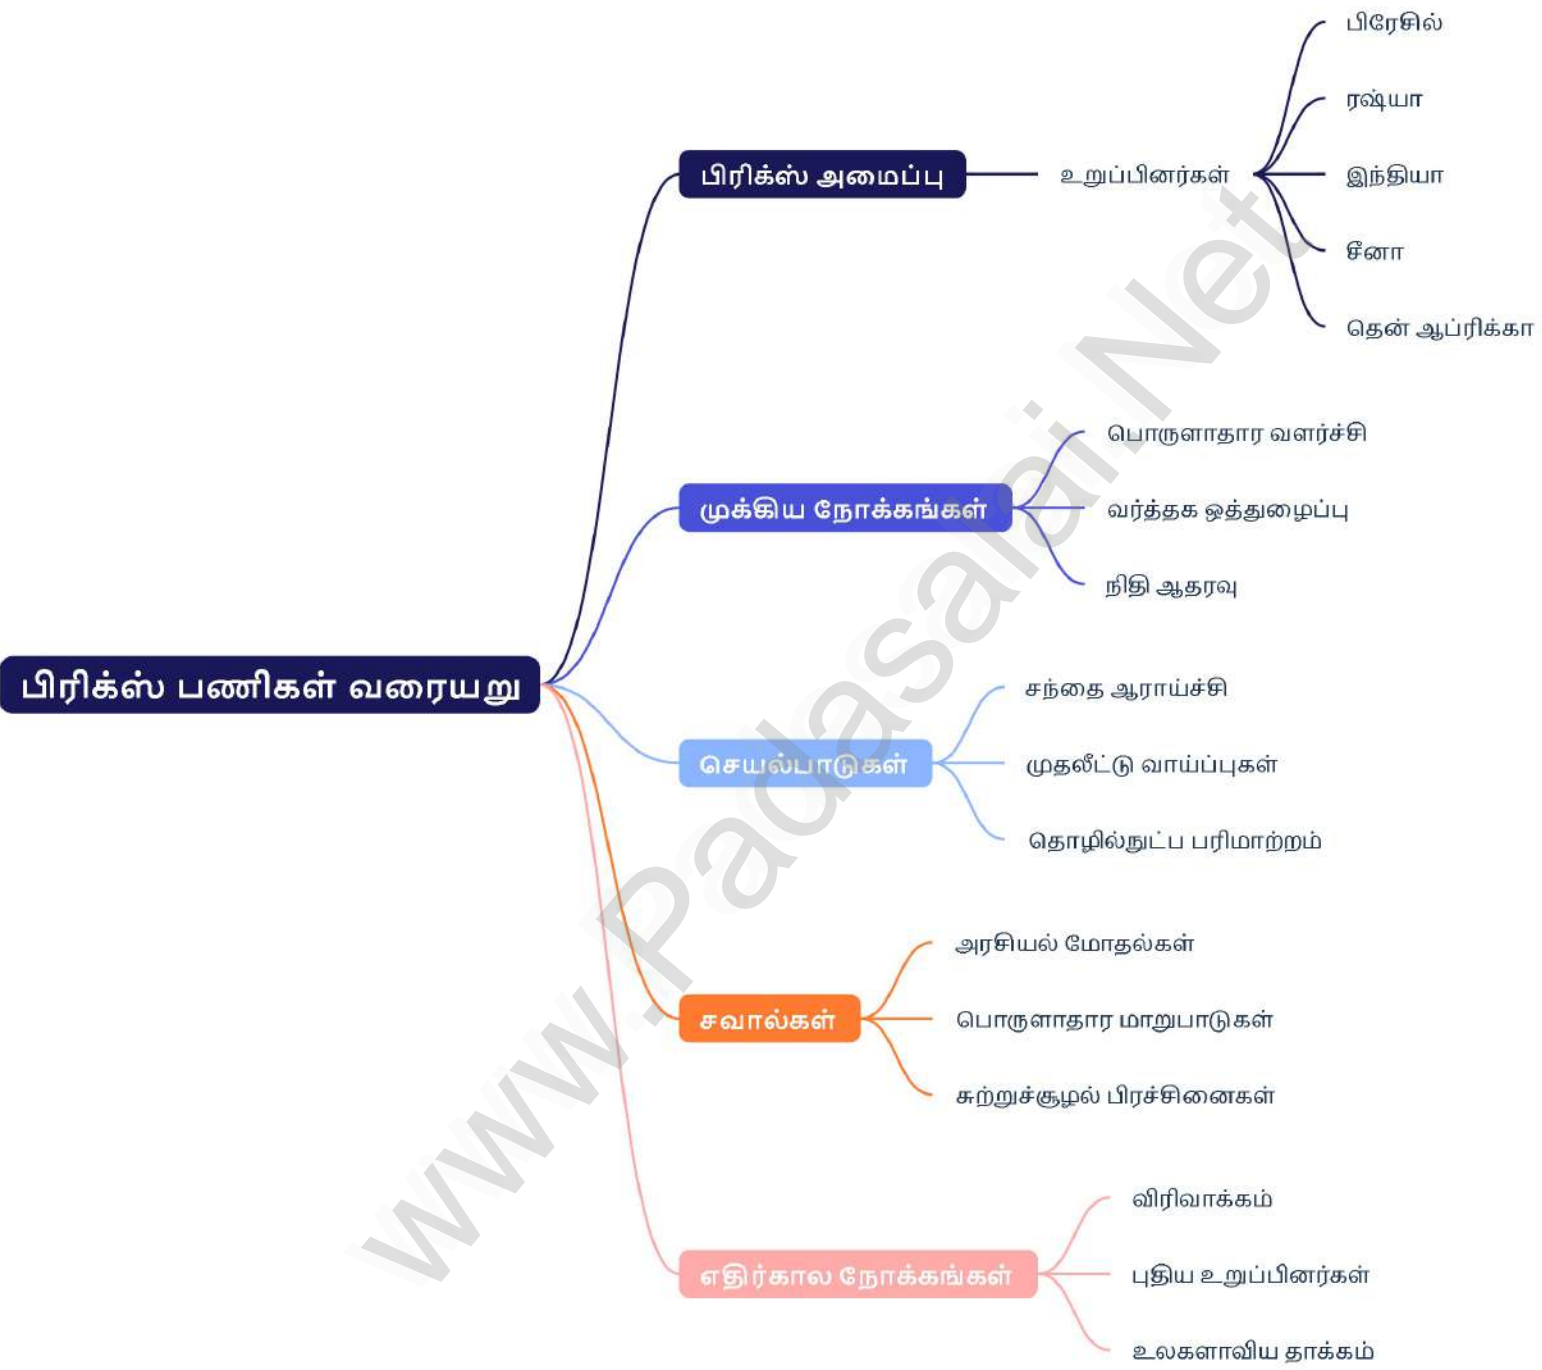 பிரிக்ஸ் பணிகள் வரையறு
பிரிக்ஸ் அமைப்பு
உறுப்பினர்கள்
பிரேசில்
ரஷ்யா
இந்தியா
சீனா
தென் ஆப்ரிக்கா
முக்கிய நோக்கங்கள்
பொருளாதார வளர்ச்சி
வர்த்தக ஒத்துழைப்பு
நிதி ஆதரவு
செயல்பாடுகள்
சந்தை ஆராய்ச்சி
முதலீட்டு வாய்ப்புகள்
தொழில்நுட்ப பரிமாற்றம்
சவால்கள்
அரசியல் மோதல்கள்
பொருளாதார மாறுபாடுகள்
சுற்றுச்சூழல் பிரச்சினைகள்
எதிர்கால நோக்கங்கள்
விரிவாக்கம்
புதிய உறுப்பினர்கள்
உலகளாவிய தாக்கம்
www.Padasalai.Net